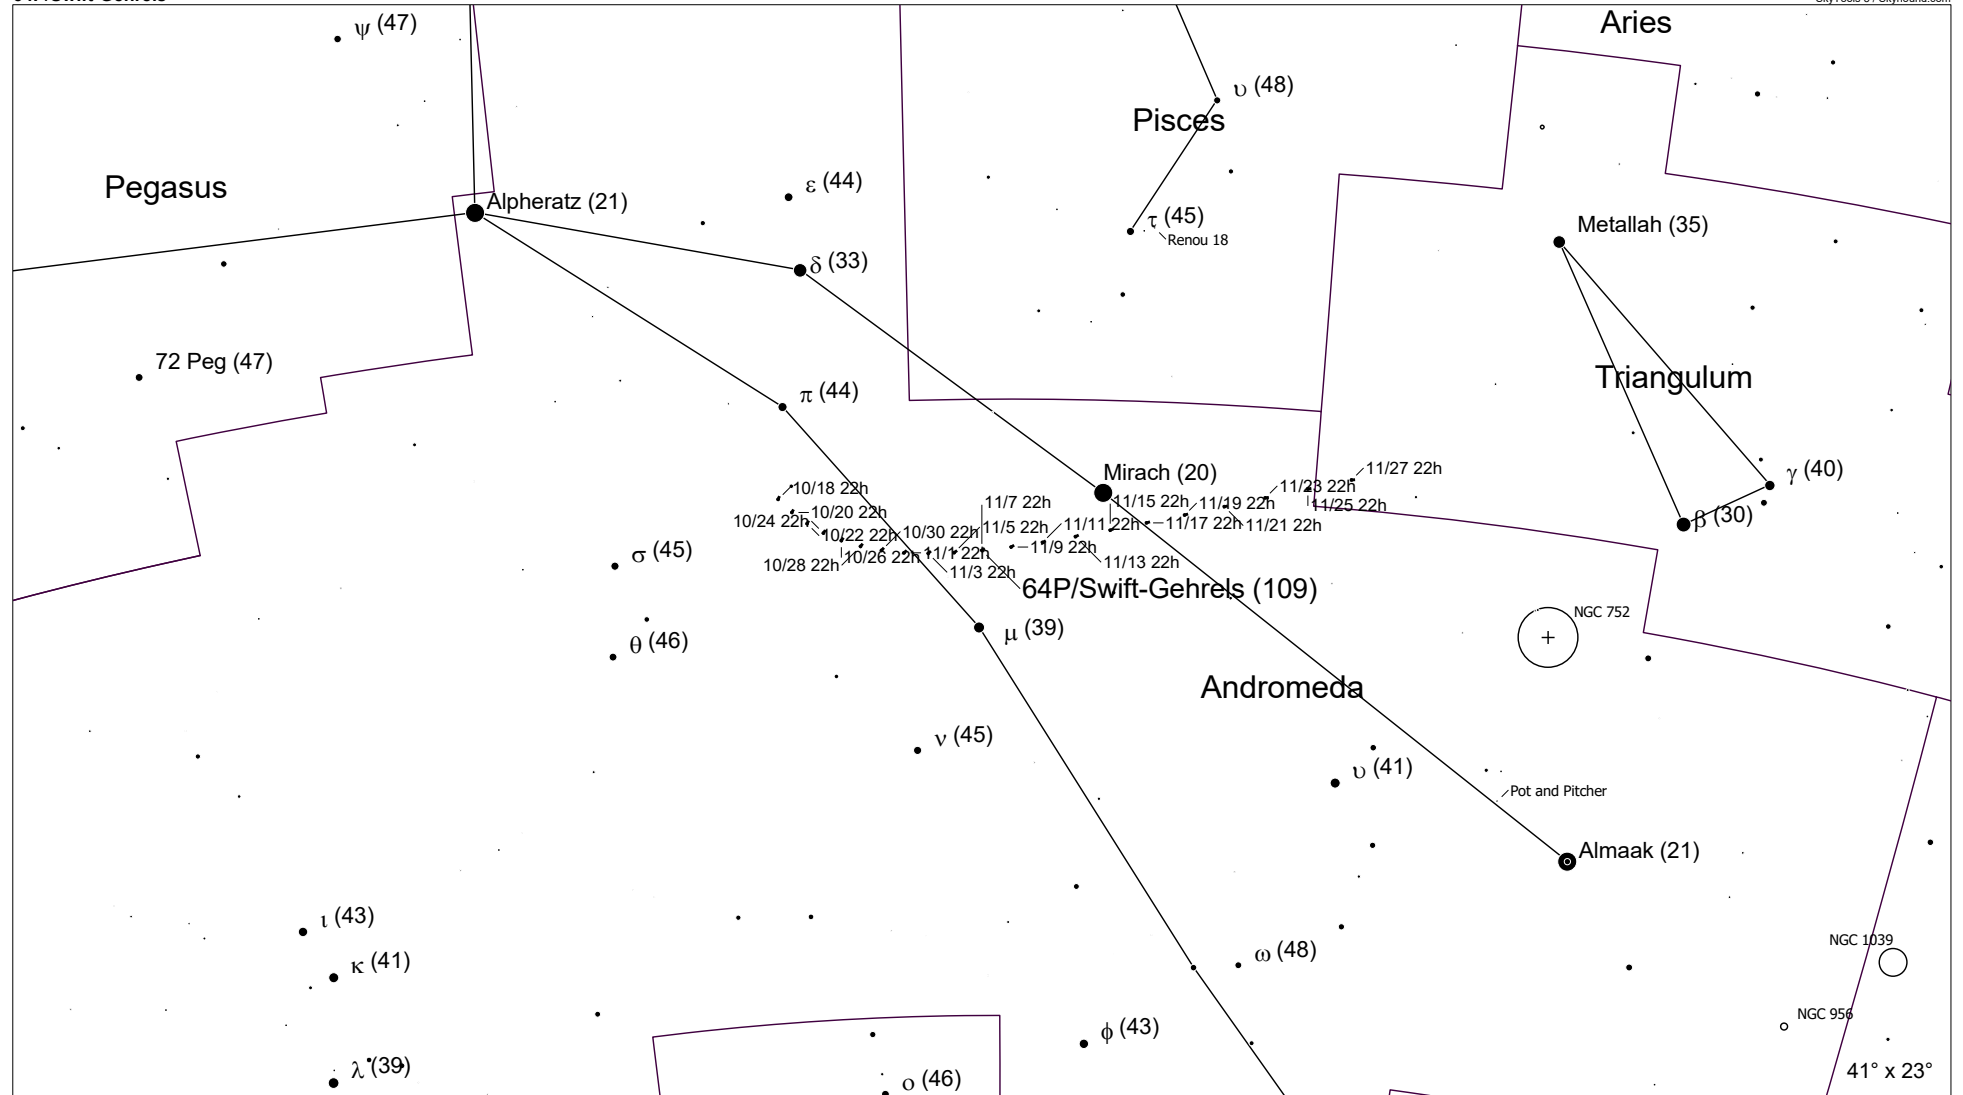 ψ (47)
Aries
υ (48)
Pisces
Pegasus
ε (44)
Alpheratz (21)
τ (45)
Renou 18
Metallah (35)
δ (33)
72 Peg (47)
Triangulum
π (44)
Mirach (20)
11/27 22h
γ (40)
10/18 22h
11/23 22h
11/7 22h
11/15 22h
11/19 22h
11/25 22h
10/20 22h
10/24 22h
11/5 22h
11/11 22h
11/17 22h
11/21 22h
β (30)
10/22 22h
10/30 22h
σ (45)
10/26 22h
11/1 22h
11/9 22h
10/28 22h
11/3 22h
11/13 22h
64P/Swift-Gehrels (109)
NGC 752
μ (39)
θ (46)
Andromeda
ν (45)
υ (41)
Pot and Pitcher
Almaak (21)
ι (43)
NGC 1039
κ (41)
ω (48)
NGC 956
φ (43)
λ (39)
41° x 23°
ο (46)